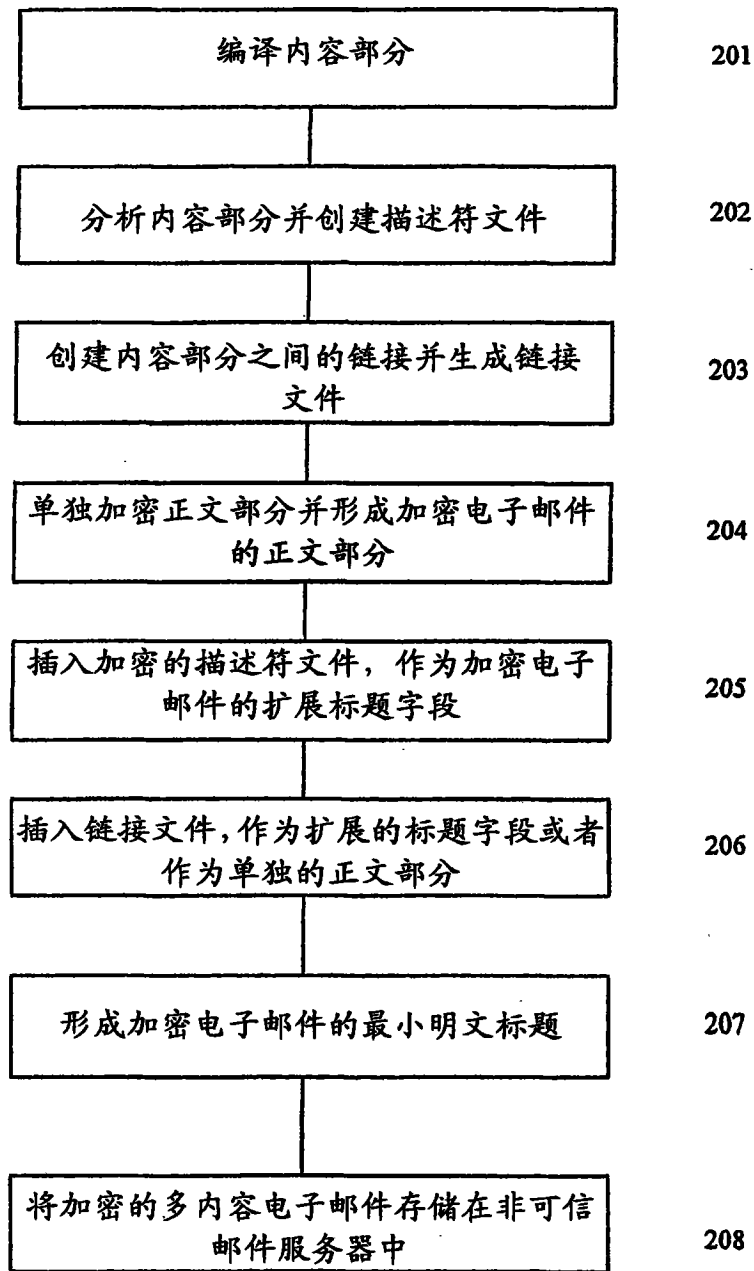 编译内容部分
201
分析内容部分并创建描述符文件
202
创建内容部分之间的链接并生成链接
文件
203
单独加密正文部分并形成加密电子邮件
的正文部分
204
插入加密的描述符文件，作为加密电子
邮件的扩展标题字段
205
插入链接文件，作为扩展的标题字段或者
作为单独的正文部分
206
形成加密电子邮件的最小明文标题
207
将加密的多内容电子邮件存储在非可信
邮件服务器中
208